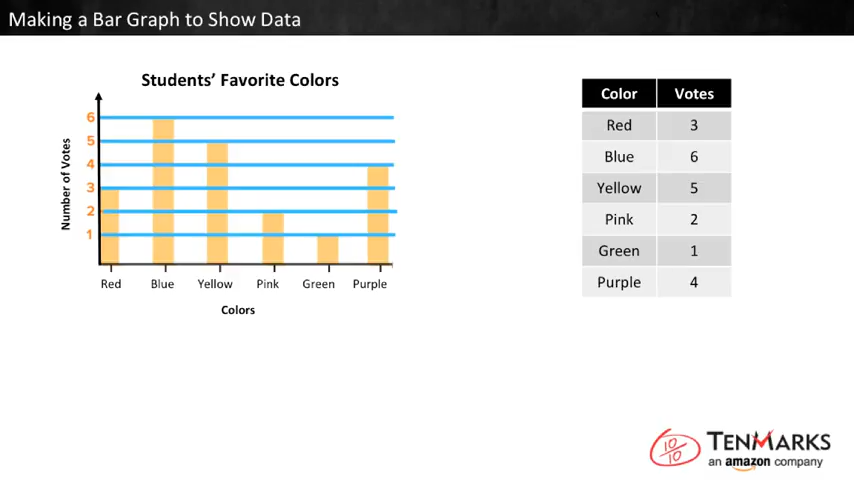 Making a Bar Graph to Show Data
Students' Favorite Colors
Number of Votes
6
5
4
3
2
1
Red Blue Yellow Pink Green Purple
Colors
Color Votes
Red 3
Blue 6
Yellow 5
Pink 2
Green 1
Purple 4
10/10
TENMARKS
an amazon company